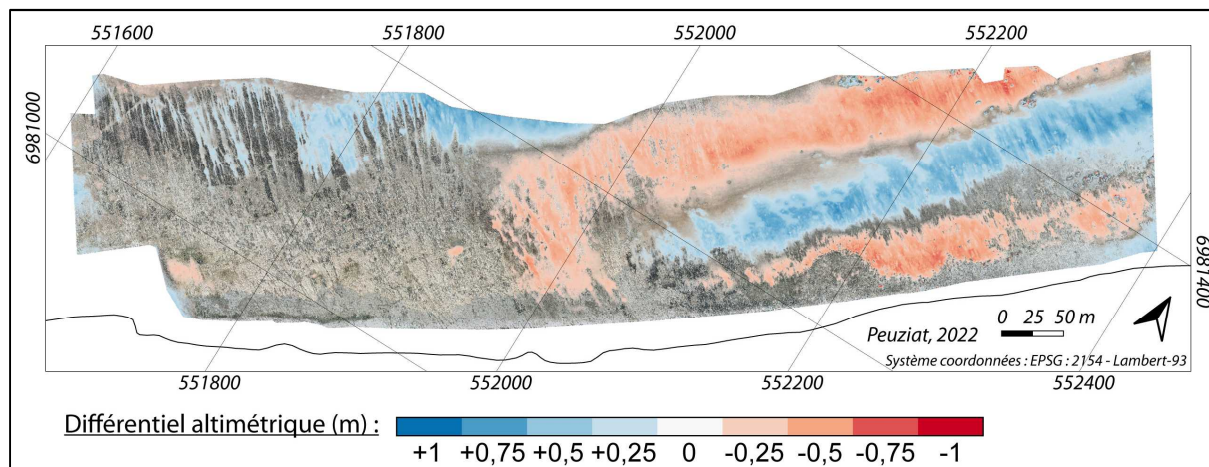 551600
551800
552000
552200
6981000
6981400
0 25 50 m
Peuziat, 2022
Système coordonnées : EPSG : 2154 - Lambert-93
551800
552000
552200
552400
Différentiel altimétrique (m) :
+1 +0,75 +0,5 +0,25 0 -0,25 -0,5 -0,75 -1